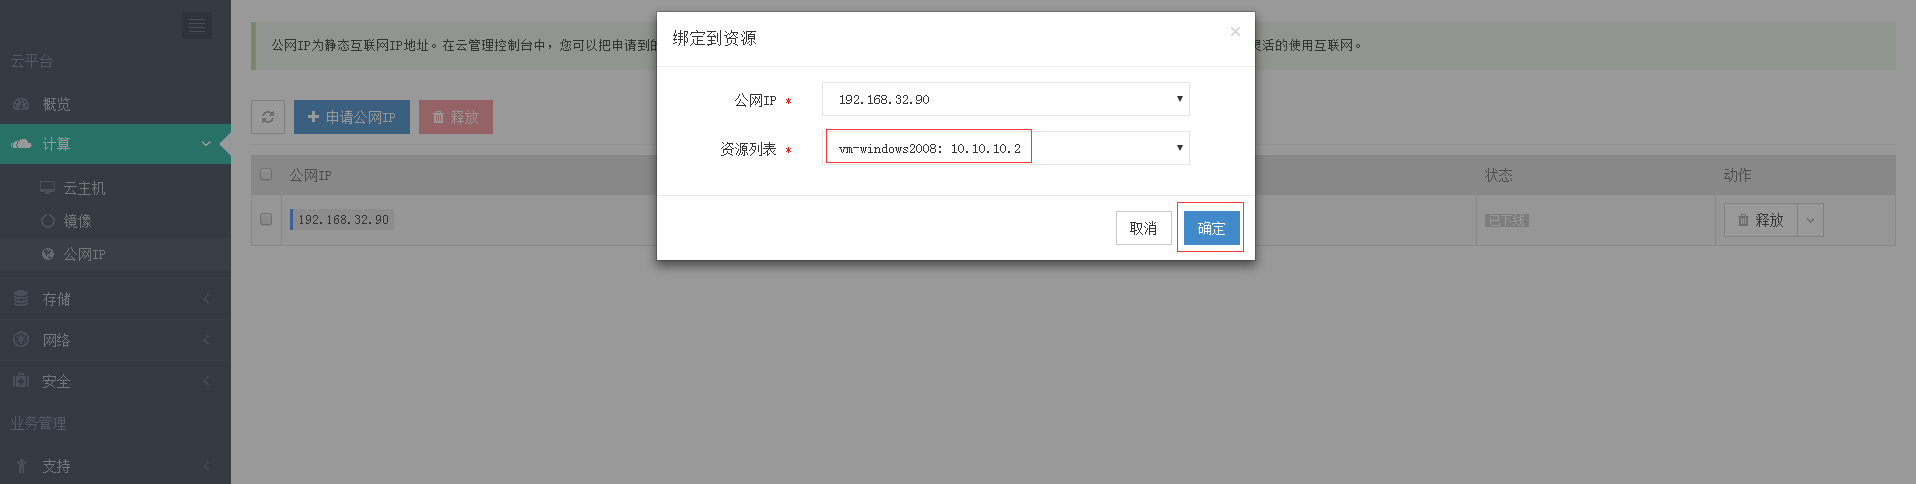 云平台
概览
计算
云主机
镜像
公网IP
存储
网络
安全
业务管理
支持
公网IP为静态互联网IP地址。在云管理控制台中，您可以把申请到的
灵活的使用互联网。
申请公网IP
释放
公网IP
状态
动作
192.168.32.90
已下线
释放
绑定到资源
×
公网IP *
192.168.32.90
资源列表 *
vm-windows2008: 10.10.10.2
取消
确定